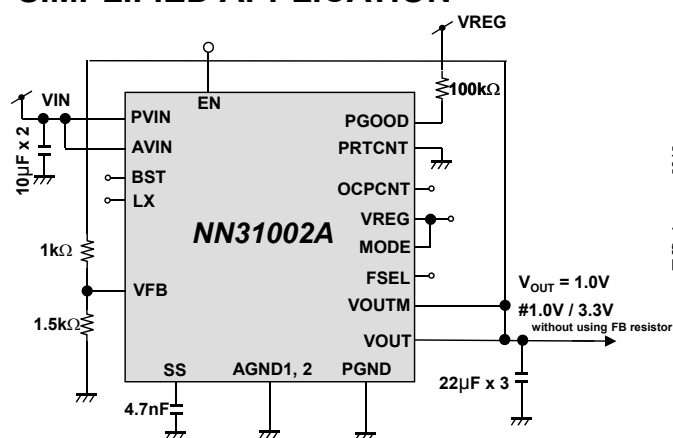 SIMPLIFIED APPLICATION
VREG
100kΩ
VIN
EN
PVIN
PGOOD
AVIN
PRTCNT
10µF x 2
BST
OCPCNT
LX
VREG
NN31002A
MODE
1kΩ
FSEL
VFB
VOUTM
VOUT = 1.0V
#1.0V / 3.3V
without using FB resistor
1.5kΩ
VOUT
SS
AGND1, 2
PGND
22µF x 3
4.7nF